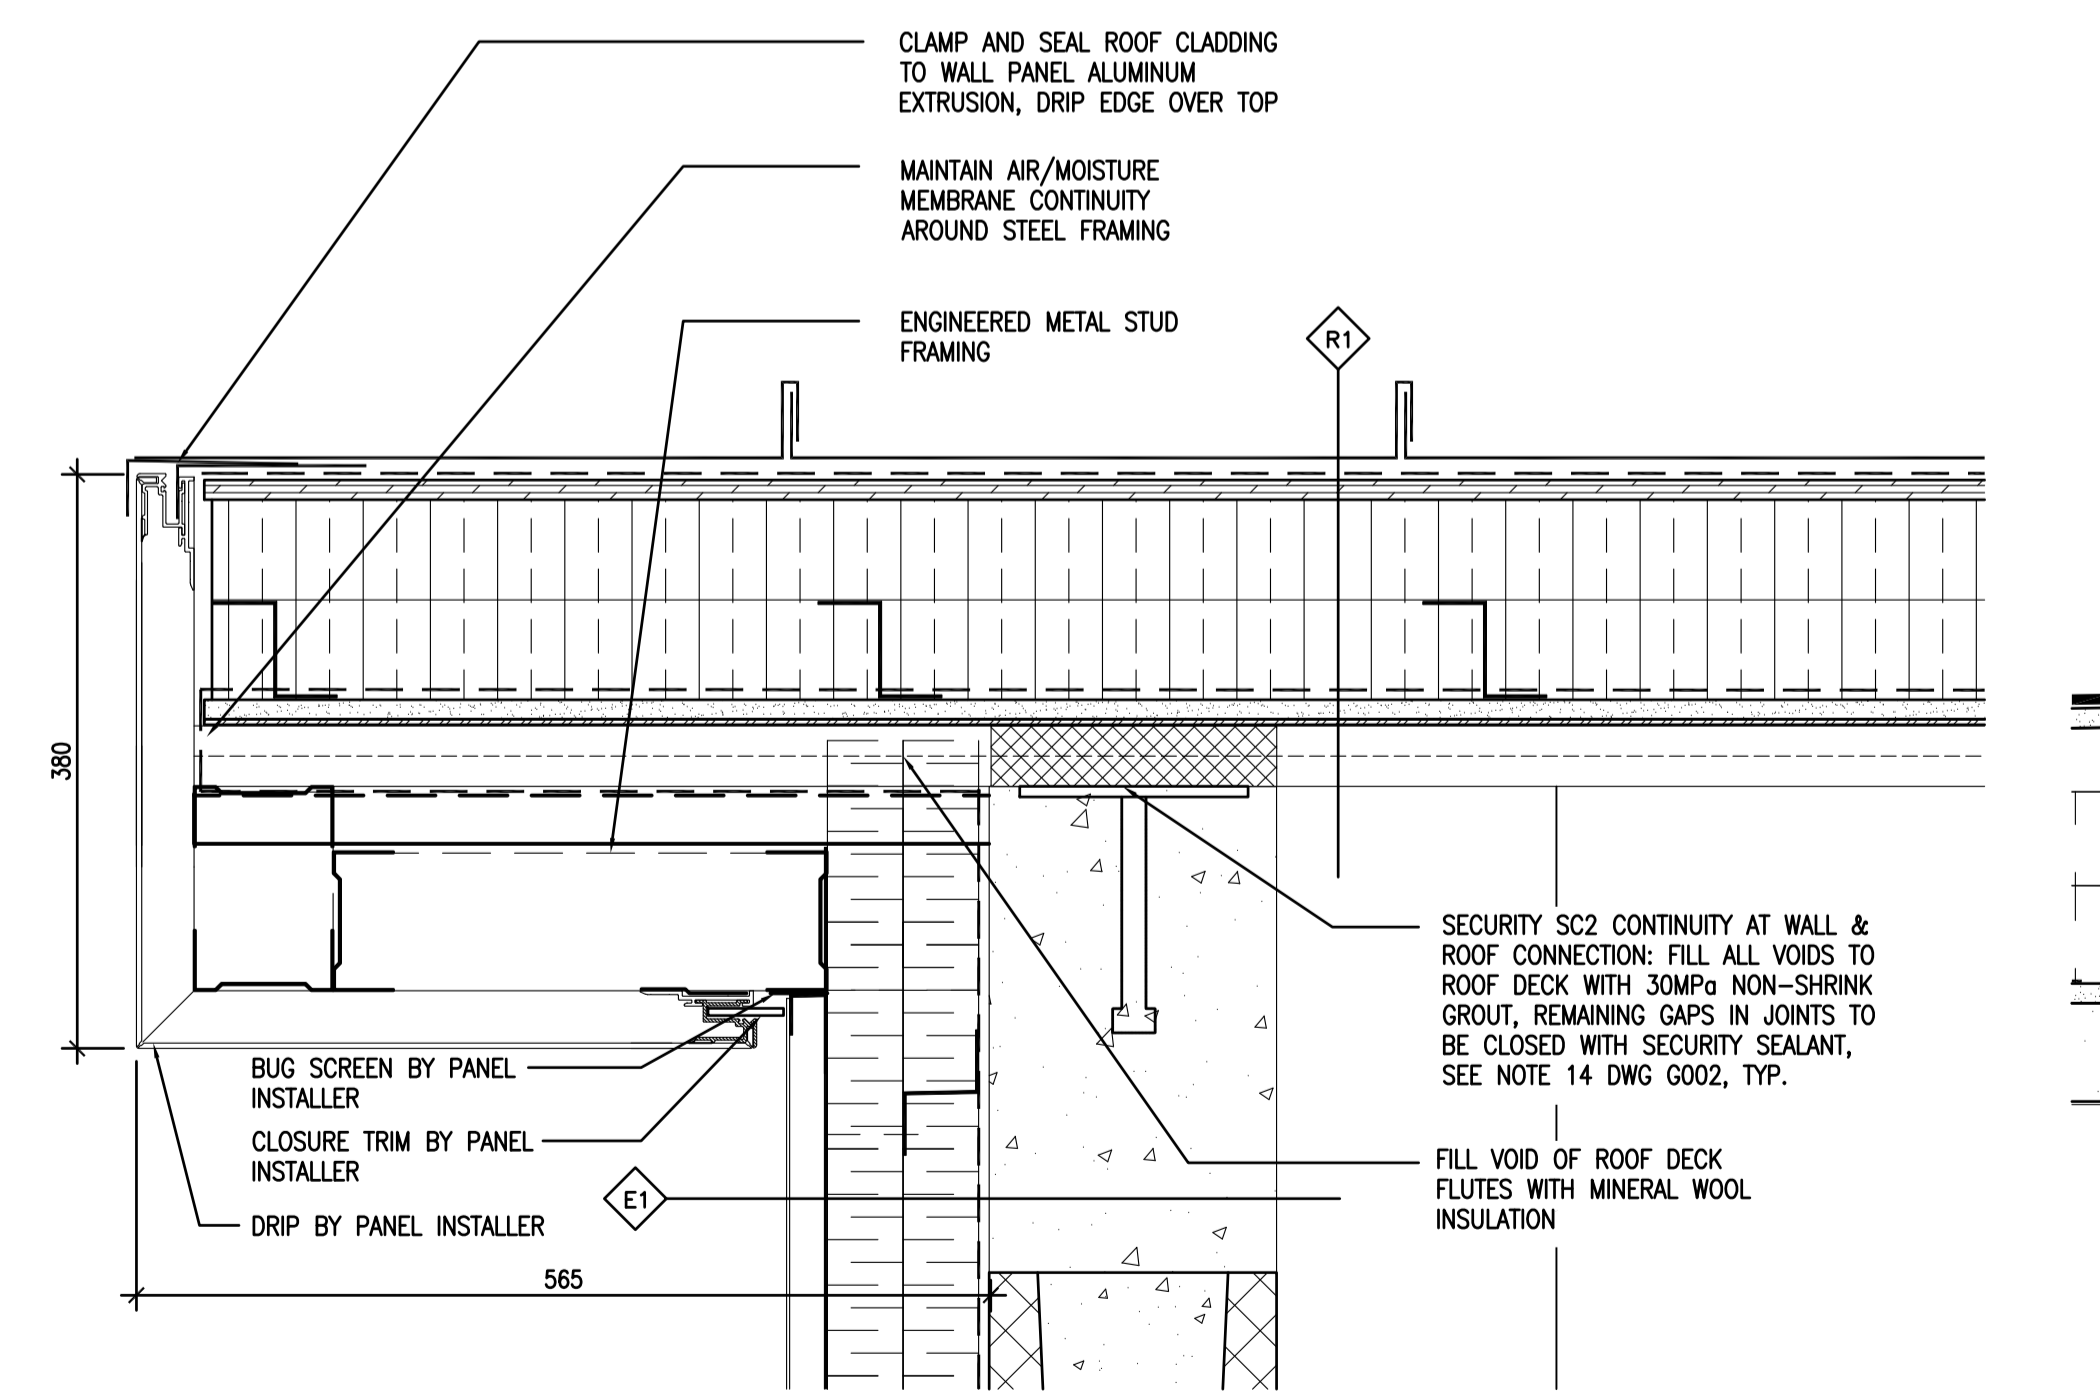 CLAMP AND SEAL ROOF CLADDING
TO WALL PANEL ALUMINUM
EXTRUSION, DRIP EDGE OVER TOP
MAINTAIN AIR/MOISTURE
MEMBRANE CONTINUITY
AROUND STEEL FRAMING
ENGINEERED METAL STUD
FRAMING
R1
380
SECURITY SC2 CONTINUITY AT WALL &
ROOF CONNECTION: FILL ALL VOIDS TO
ROOF DECK WITH 30MPa NON-SHRINK
GROUT, REMAINING GAPS IN JOINTS TO
BE CLOSED WITH SECURITY SEALANT,
SEE NOTE 14 DWG G002, TYP.
BUG SCREEN BY PANEL
INSTALLER
CLOSURE TRIM BY PANEL
INSTALLER
E1
DRIP BY PANEL INSTALLER
FILL VOID OF ROOF DECK
FLUTES WITH MINERAL WOOL
INSULATION
565